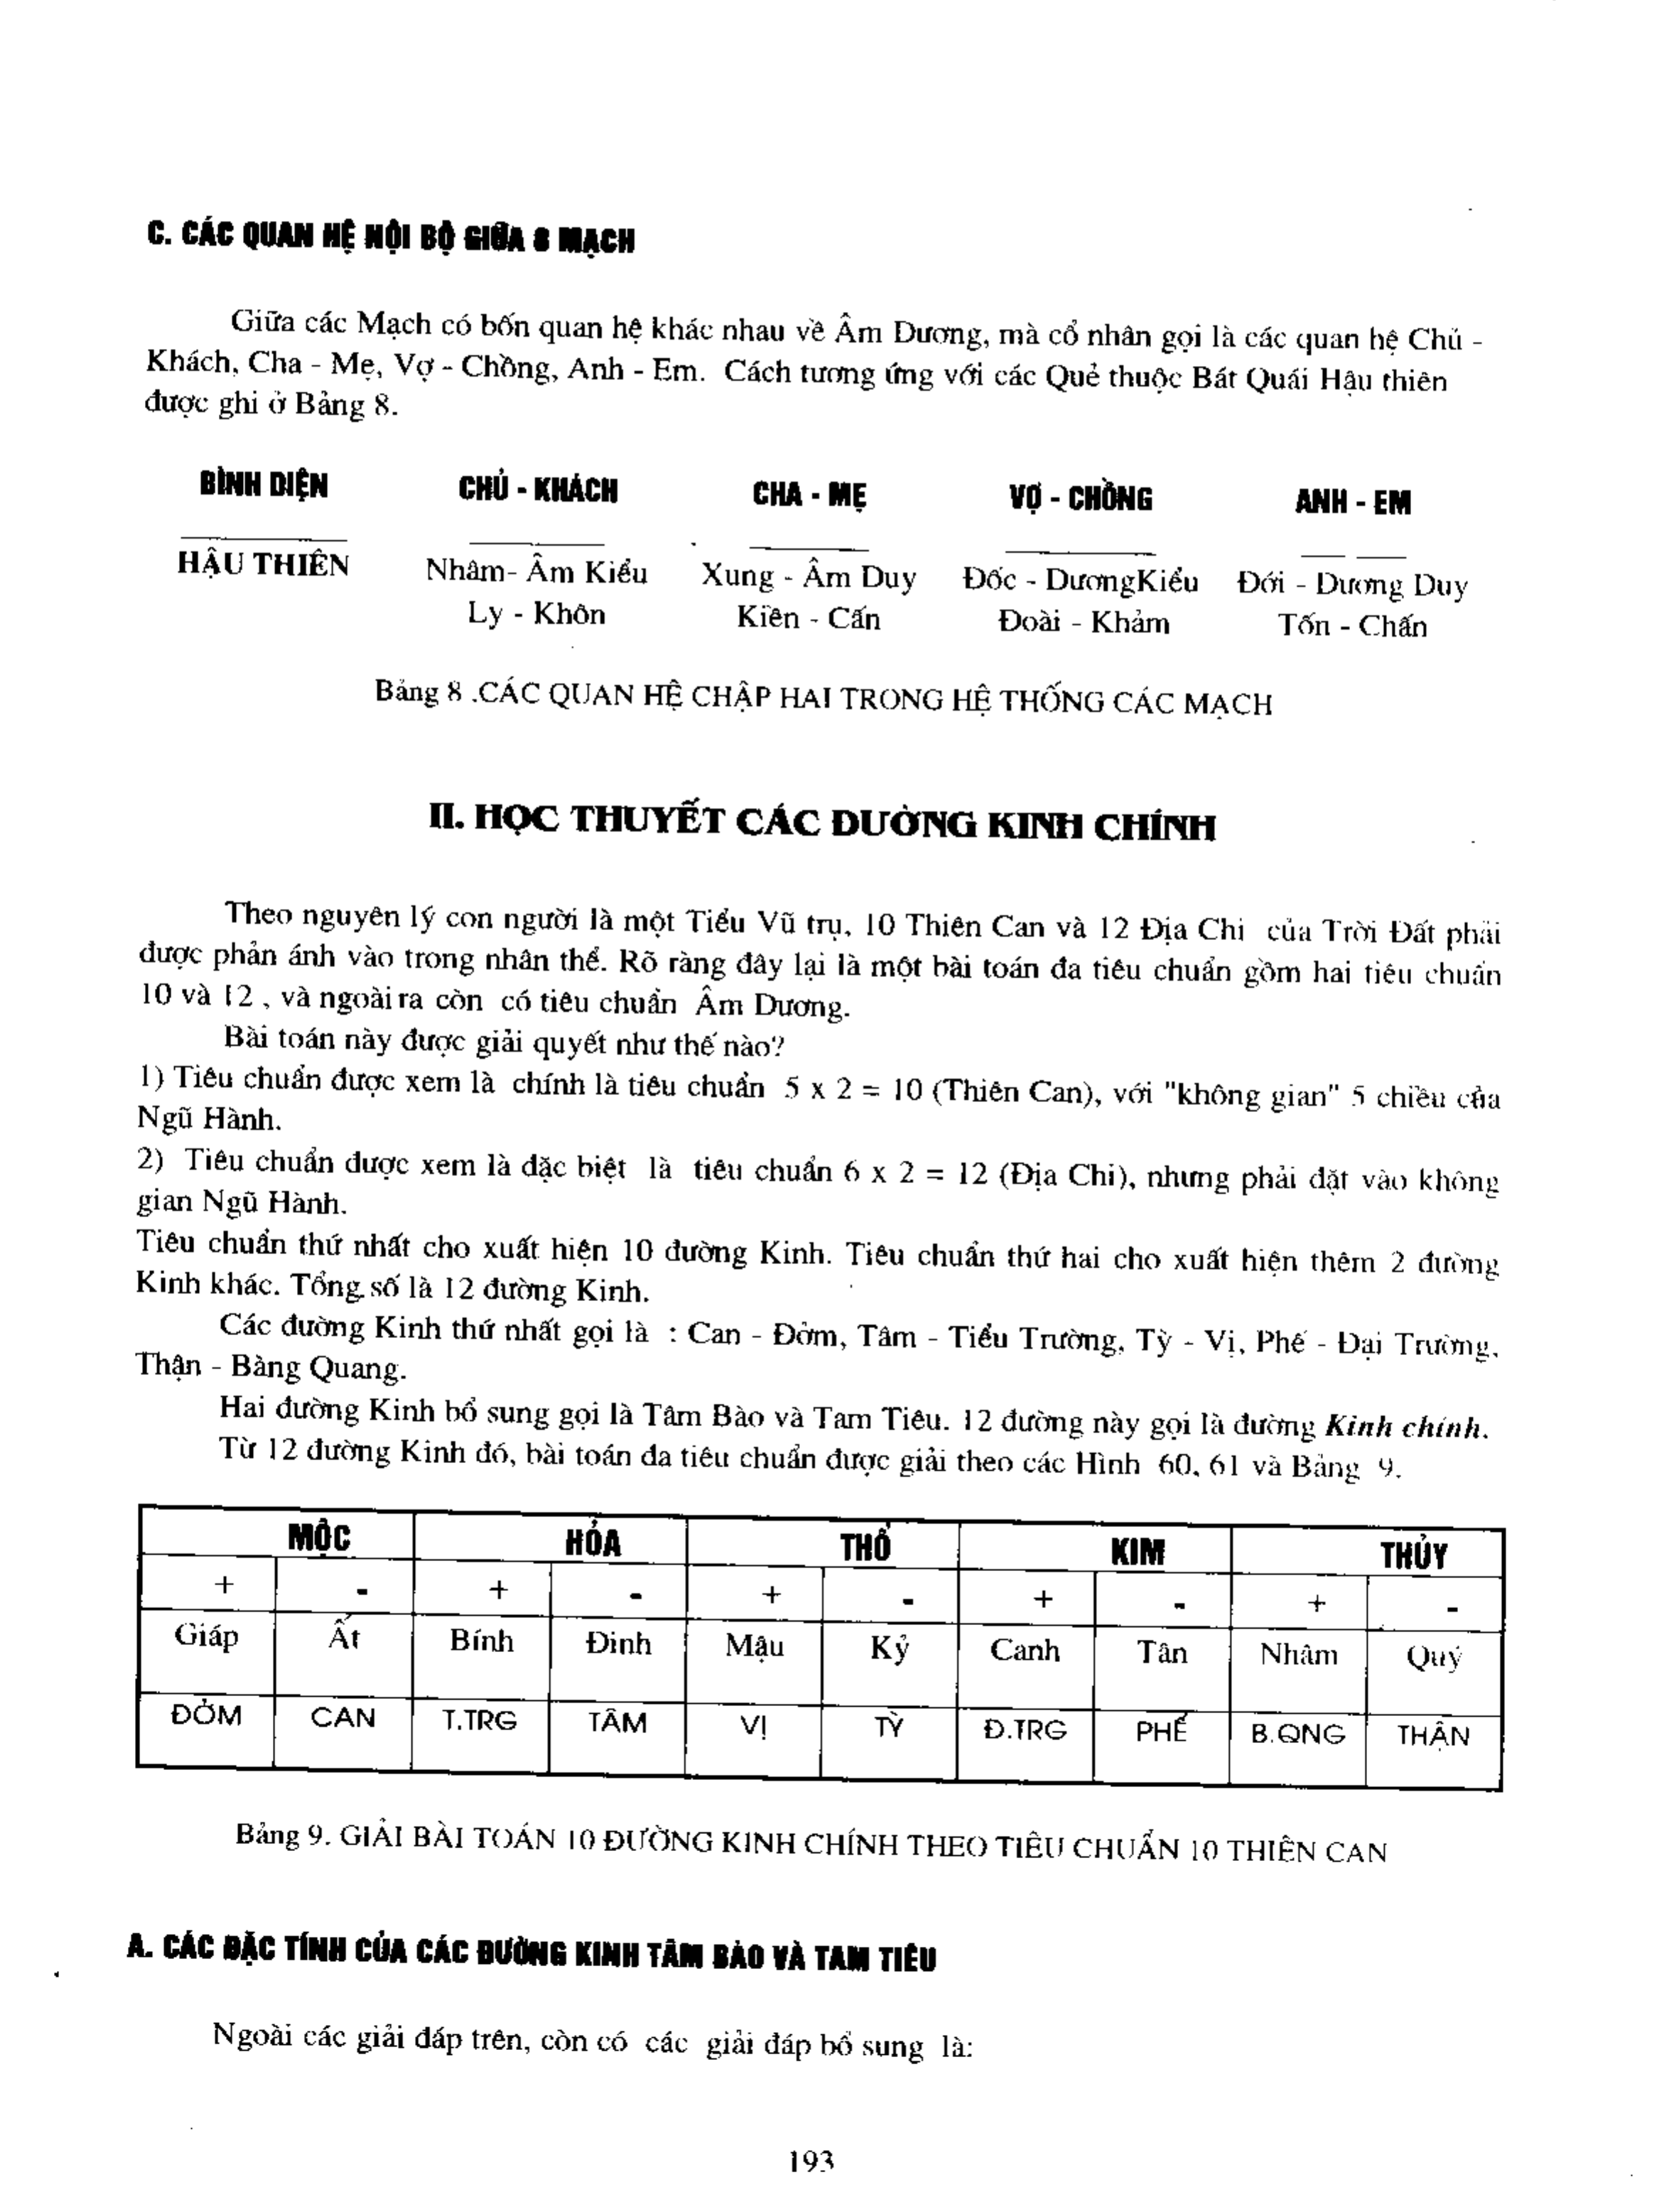 C. CÁC QUAN HỆ NỘI BỘ GIỮA 8 MẠCH
Giữa các Mạch có bốn quan hệ khác nhau về Âm Dương, mà cổ nhân gọi là các quan hệ Chủ -
Khách, Cha - Mẹ, Vợ - Chồng, Anh - Em. Cách tương ứng với các Quẻ thuộc Bát Quái Hậu thiên
được ghi ở Bảng 8.
BÌNH DIỆN CHỦ - KHÁCH CHA - MẸ VỢ - CHỒNG ANH - EM
HẬU THIÊN Nhâm- Âm Kiểu Xung - Âm Duy Đốc - DươngKiểu Đới - Dương Duy
Ly - Khôn Kiền - Cấn Đoài - Khảm Tốn - Chấn
Bảng 8 .CÁC QUAN HỆ CHẬP HAI TRONG HỆ THỐNG CÁC MẠCH
II. HỌC THUYẾT CÁC ĐƯỜNG KINH CHÍNH
Theo nguyên lý con người là một Tiểu Vũ trụ, 10 Thiên Can và 12 Địa Chi của Trời Đất phải
được phản ánh vào trong nhân thể. Rõ ràng đây lại là một bài toán đa tiêu chuẩn gồm hai tiêu chuẩn
10 và 12 , và ngoài ra còn có tiêu chuẩn Âm Dương.
Bài toán này được giải quyết như thế nào?
1) Tiêu chuẩn được xem là chính là tiêu chuẩn 5 x 2 = 10 (Thiên Can), với "không gian" 5 chiều của
Ngũ Hành.
2) Tiêu chuẩn được xem là đặc biệt là tiêu chuẩn 6 x 2 = 12 (Địa Chi), nhưng phải đặt vào không
gian Ngũ Hành.
Tiêu chuẩn thứ nhất cho xuất hiện 10 đường Kinh. Tiêu chuẩn thứ hai cho xuất hiện thêm 2 đường
Kinh khác. Tổng số là 12 đường Kinh.
Các đường Kinh thứ nhất gọi là : Can - Đởm, Tâm - Tiểu Trường, Tỳ - Vị, Phế - Đại Trường,
Thận - Bàng Quang.
Hai đường Kinh bổ sung gọi là Tâm Bào và Tam Tiêu. 12 đường này gọi là đường Kinh chính.
Từ 12 đường Kinh đó, bài toán đa tiêu chuẩn được giải theo các Hình 60, 61 và Bảng 9.
MỘC HỎA THỔ KIM THỦY
+ - + - + - + - + -
Giáp Ất Bính Đinh Mậu Kỷ Canh Tân Nhâm Quý
ĐỞM CAN T.TRG TÂM VỊ TỲ Đ.TRG PHẾ B.QNG THẬN
Bảng 9. GIẢI BÀI TOÁN 10 ĐƯỜNG KINH CHÍNH THEO TIÊU CHUẨN 10 THIÊN CAN
A. CÁC ĐẶC TÍNH CỦA CÁC ĐƯỜNG KINH TÂM BÀO VÀ TAM TIÊU
Ngoài các giải đáp trên, còn có các giải đáp bổ sung là:
193